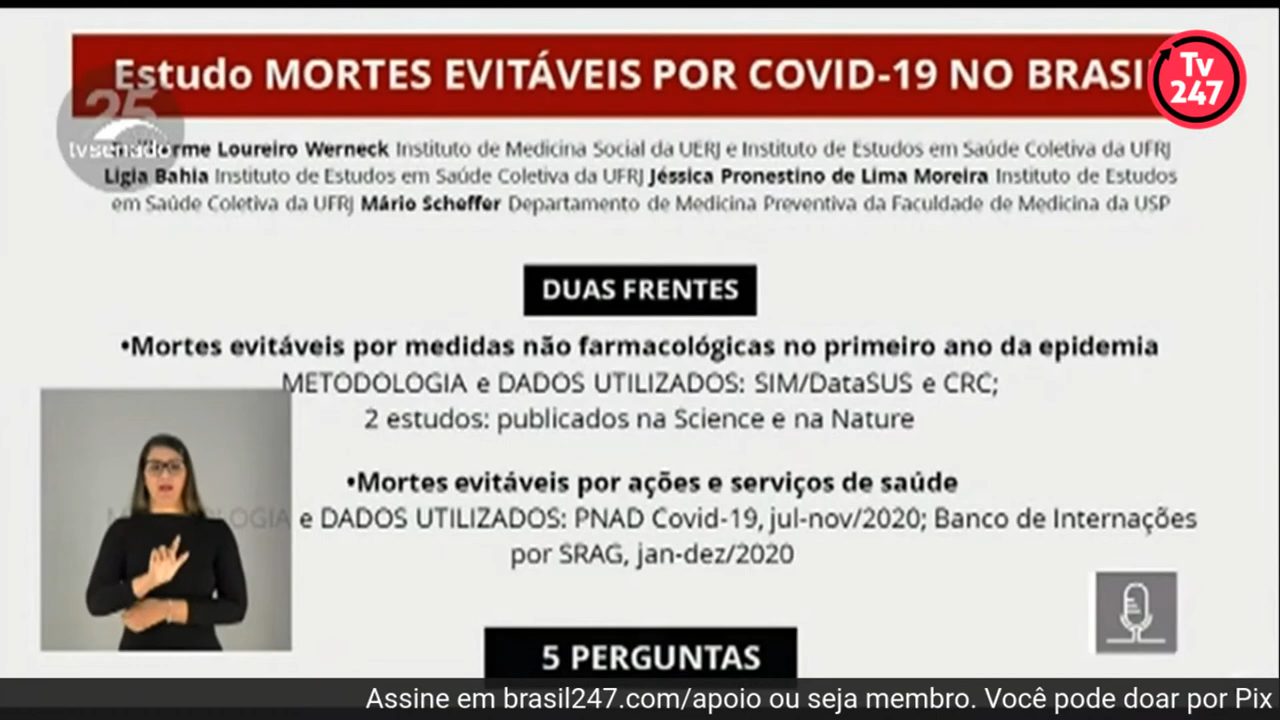 Estudo MORTES EVITÁVEIS POR COVID-19 NO BRASI
Tv
247
25
tvsenado
Loureiro Werneck Instituto de Medicina Social da UERJ e Instituto de Estudos em Saúde Coletiva da UFRJ
Ligia Bahia Instituto de Estudos em Saúde Coletiva da UFRJ Jéssica Pronestino de Lima Moreira Instituto de Estudos
em Saúde Coletiva da UFRJ Mário Scheffer Departamento de Medicina Preventiva da Faculdade de Medicina da USP
DUAS FRENTES
•Mortes evitáveis por medidas não farmacológicas no primeiro ano da epidemia
METODOLOGIA e DADOS UTILIZADOS: SIM/DataSUS e CRC;
2 estudos: publicados na Science e na Nature
•Mortes evitáveis por ações e serviços de saúde
e DADOS UTILIZADOS: PNAD Covid-19, jul-nov/2020; Banco de Internações
por SRAG, jan-dez/2020
5 PERGUNTAS
Assine em brasil247.com/apoio ou seja membro. Você pode doar por Pix